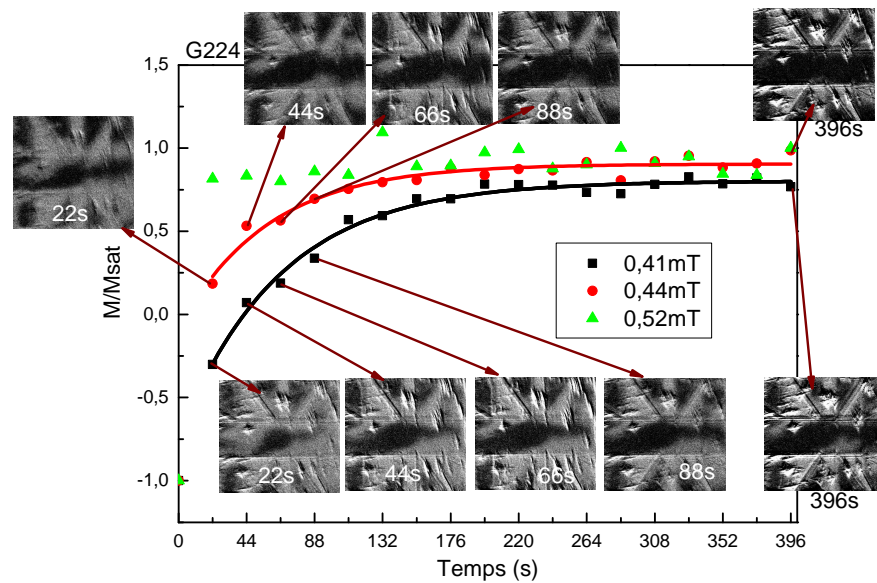 G224
44s
66s
88s
396s
22s
M/Msat
1,5
1,0
0,5
0,0
-0,5
-1,0
0,41mT
0,44mT
0,52mT
22s
44s
66s
88s
396s
0 44 88 132 176 220 264 308 352 396
Temps (s)